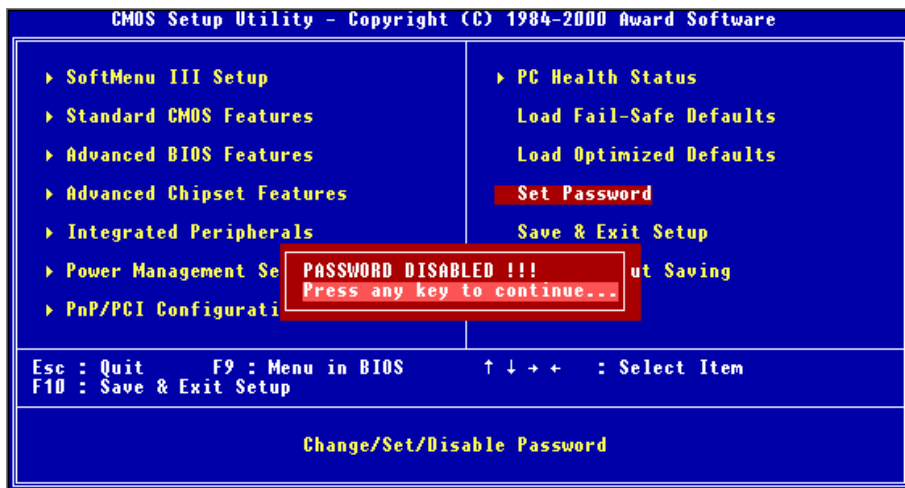 CMOS Setup Utility - Copyright (C) 1984-2000 Award Software
SoftMenu III Setup
Standard CMOS Features
Advanced BIOS Features
Advanced Chipset Features
Integrated Peripherals
Power Management Se
PnP/PCI Configurati
PC Health Status
Load Fail-Safe Defaults
Load Optimized Defaults
Set Password
Save & Exit Setup
ut Saving
PASSWORD DISABLED !!!
Press any key to continue...
Esc : Quit F9 : Menu in BIOS ↑ ↓ → ← : Select Item
F10 : Save & Exit Setup
Change/Set/Disable Password